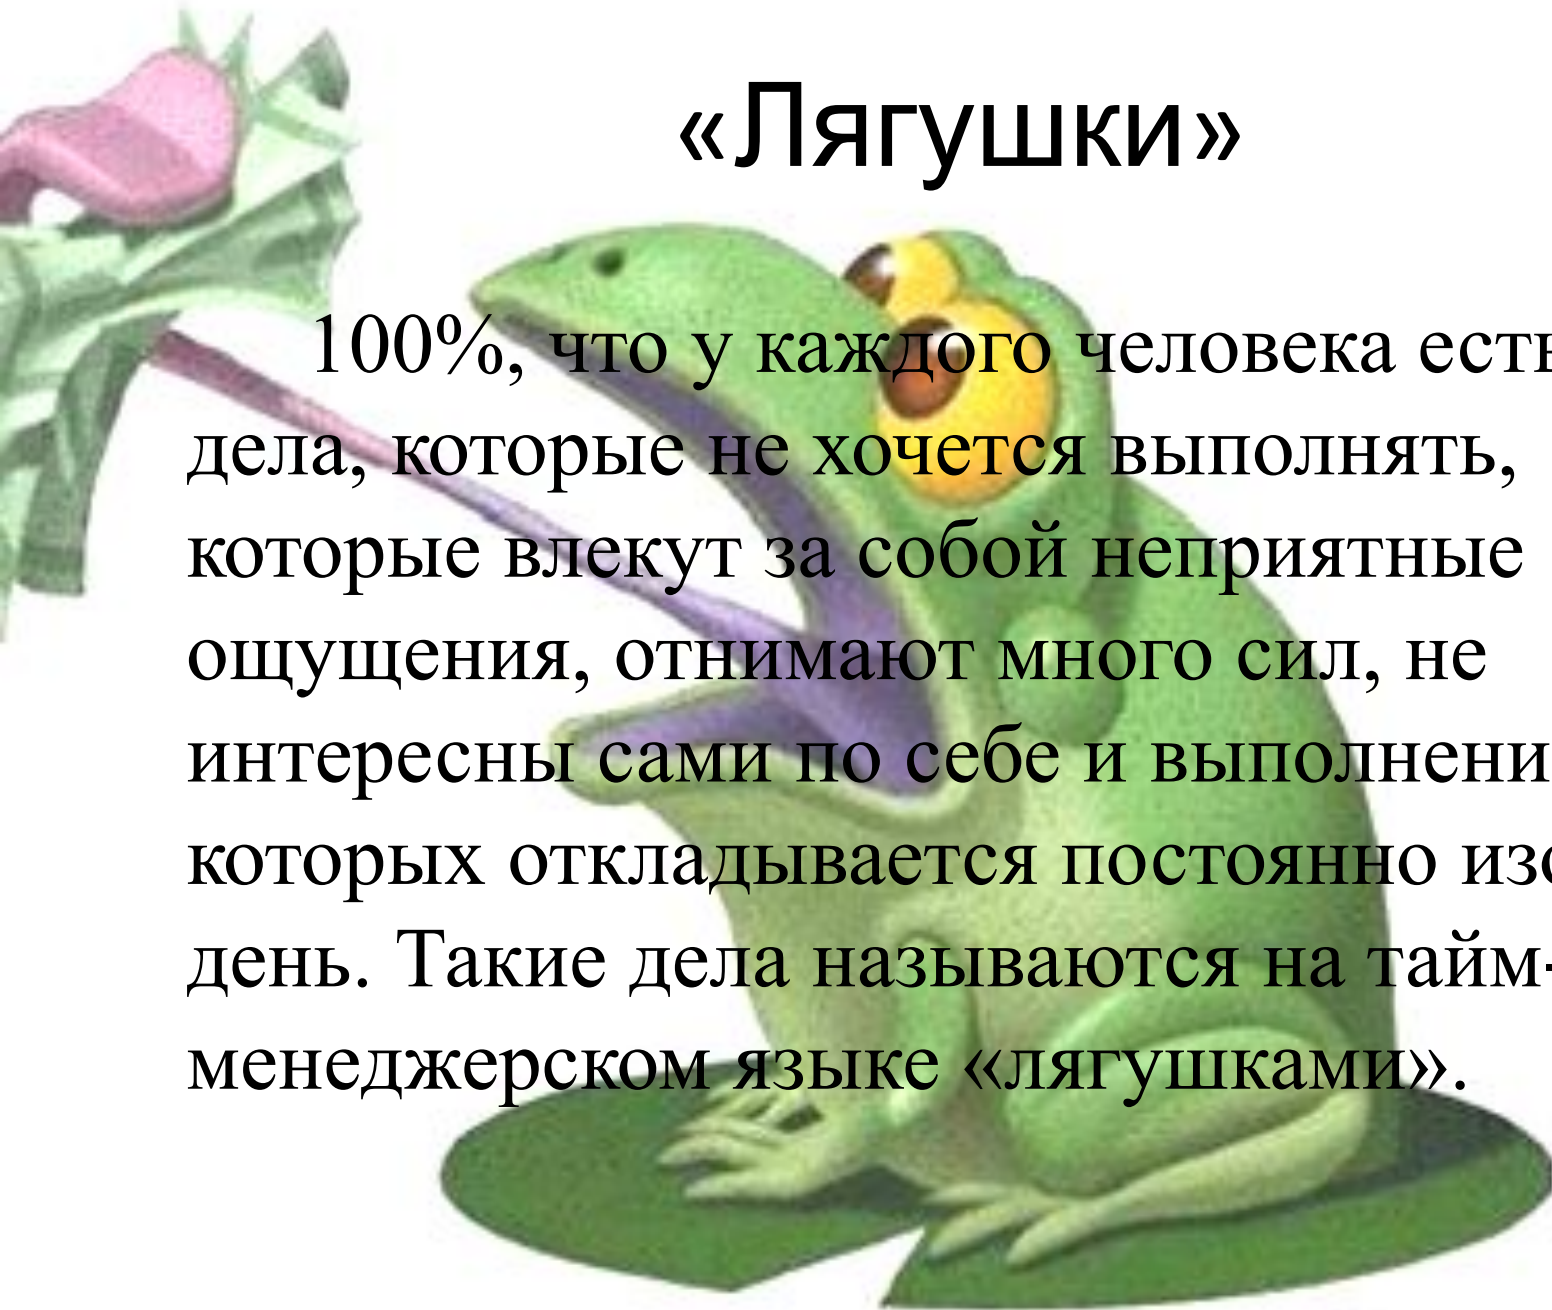 «Лягушки»
100%, что у каждого человека есть
дела, которые не хочется выполнять,
которые влекут за собой неприятные
ощущения, отнимают много сил, не
интересны сами по себе и выполнени
которых откладывается постоянно изо
день. Такие дела называются на тайм-
менеджерском языке «лягушками».